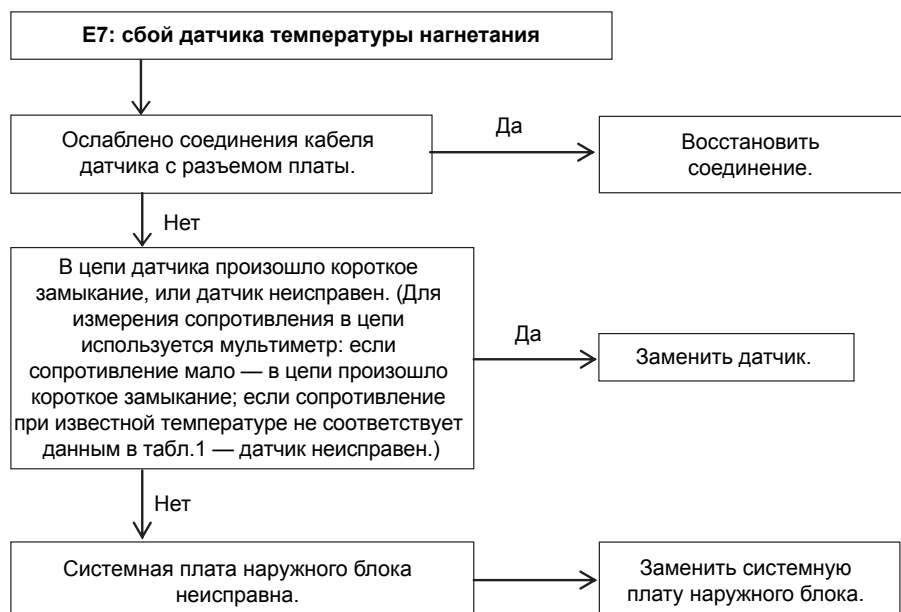 E7: сбой датчика температуры нагнетания
Ослаблено соединения кабеля
датчика с разъемом платы.
Да
Восстановить
соединение.
Нет
В цепи датчика произошло короткое
замыкание, или датчик неисправен. (Для
измерения сопротивления в цепи
используется мультиметр: если
сопротивление мало — в цепи произошло
короткое замыкание; если сопротивление
при известной температуре не соответствует
данным в табл.1 — датчик неисправен.)
Да
Заменить датчик.
Нет
Системная плата наружного блока
неисправна.
Заменить системную
плату наружного блока.